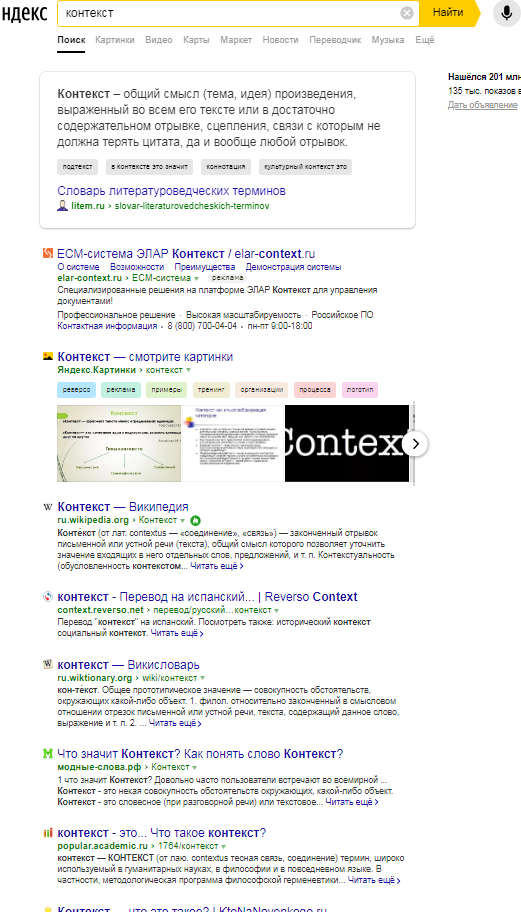 ндекс контекст Найти
Поиск Картинки Видео Карты Маркет Новости Переводчик Музыка Ещё
Нашёлся 201 млн
135 тыс. показов в
Дать объявление
Контекст – общий смысл (тема, идея) произведения,
выраженный во всем его тексте или в достаточно
содержательном отрывке, сцепления, связи с которым не
должна терять цитата, да и вообще любой отрывок.
подтекст в контексте это значит коннотация культурный контекст это
Словарь литературоведческих терминов
litem.ru › slovar-literaturovedcheskich-terminov
ECM-система ЭЛАР Контекст / elar-context.ru
О системе Возможности Преимущества Демонстрация системы
elar-context.ru › ECM-система реклама
Специализированные решения на платформе ЭЛАР Контекст для управления
документами!
Профессиональное решение · Высокая масштабируемость · Российское ПО
Контактная информация · 8 (800) 700-04-04 · пн-пт 9:00-18:00
Контекст — смотрите картинки
Яндекс.Картинки › контекст
реверсо реклама примеры тренинг организации процесса логотип
Контекст
Типы контекста
Context
Контекст — Википедия
ru.wikipedia.org › Контекст
Конте́кст (от лат. contextus — «соединение», «связь») — законченный отрывок
письменной или устной речи (текста), общий смысл которого позволяет уточнить
значение входящих в него отдельных слов, предложений, и т. п. Контекстуальность
(обусловленность контекстом... Читать ещё ›
контекст - Перевод на испанский... | Reverso Context
context.reverso.net › перевод/русский...контекст
Перевод "контекст" на испанский. Посмотреть также: исторический контекст
социальный контекст. Читать ещё ›
контекст — Викисловарь
ru.wiktionary.org › wiki/контекст
кон-те́кст. Общее прототипическое значение — совокупность обстоятельств,
окружающих какой-либо объект. 1. филол. относительно законченный в смысловом
отношении отрезок письменной или устной речи, текста, содержащий данное слово,
выражение и т. п. 2. ... Читать ещё ›
Что значит Контекст? Как понять слово Контекст?
модные-слова.рф › Контекст
1 что значит Контекст? Довольно часто пользователи встречают во всемирной ...
Контекст - это некая совокупность обстоятельств окружающих, какой-либо объект.
Контекст - это словесное (при разговорной речи) или текстовое... Читать ещё ›
контекст - это... Что такое контекст?
popular.academic.ru › 1764/контекст
контекст — КОНТЕКСТ (от лаю. contextus тесная связь, соединение) термин, широко
используемый в гуманитарных науках, в философии и в повседневном языке. В
частности, методологическая программа философской герменевтики... Читать ещё ›
Контекст — что это такое? | KtoNaNovenkogo.ru